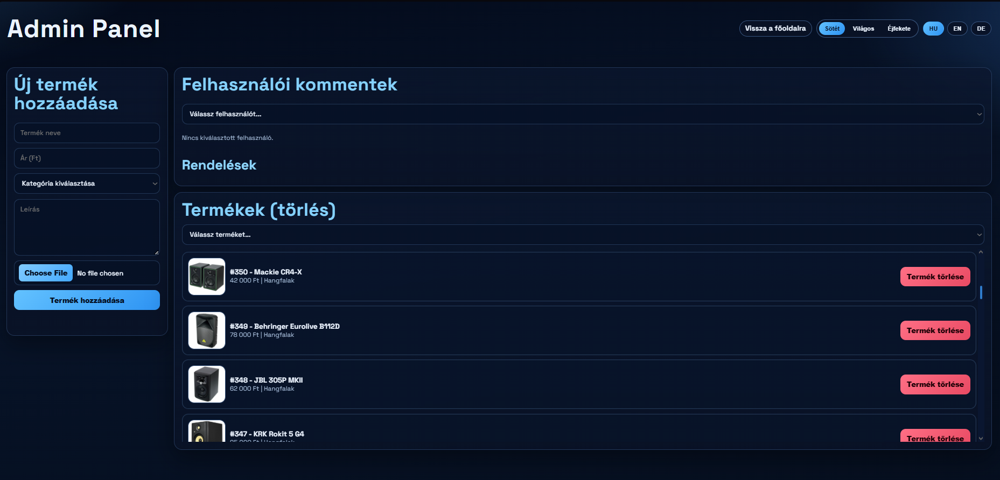 Admin Panel
Vissza a főoldalra
Sötét
Világos
Éjfekete
HU
EN
DE
Új termék
hozzáadása
Termék neve
Ár (Ft)
Kategória kiválasztása
Leírás
Choose File No file chosen
Termék hozzáadása
Felhasználói kommentek
Válassz felhasználót...
Nincs kiválasztott felhasználó.
Rendelések
Termékek (törlés)
Válassz terméket...
#350 - Mackie CR4-X
42 000 Ft | Hangfalak
Termék törlése
#349 - Behringer Eurolive B112D
78 000 Ft | Hangfalak
Termék törlése
#348 - JBL 305P MKII
62 000 Ft | Hangfalak
Termék törlése
#347 - KRK Rokit 5 G4
000 Ft | Hangfalak
Termék törlése